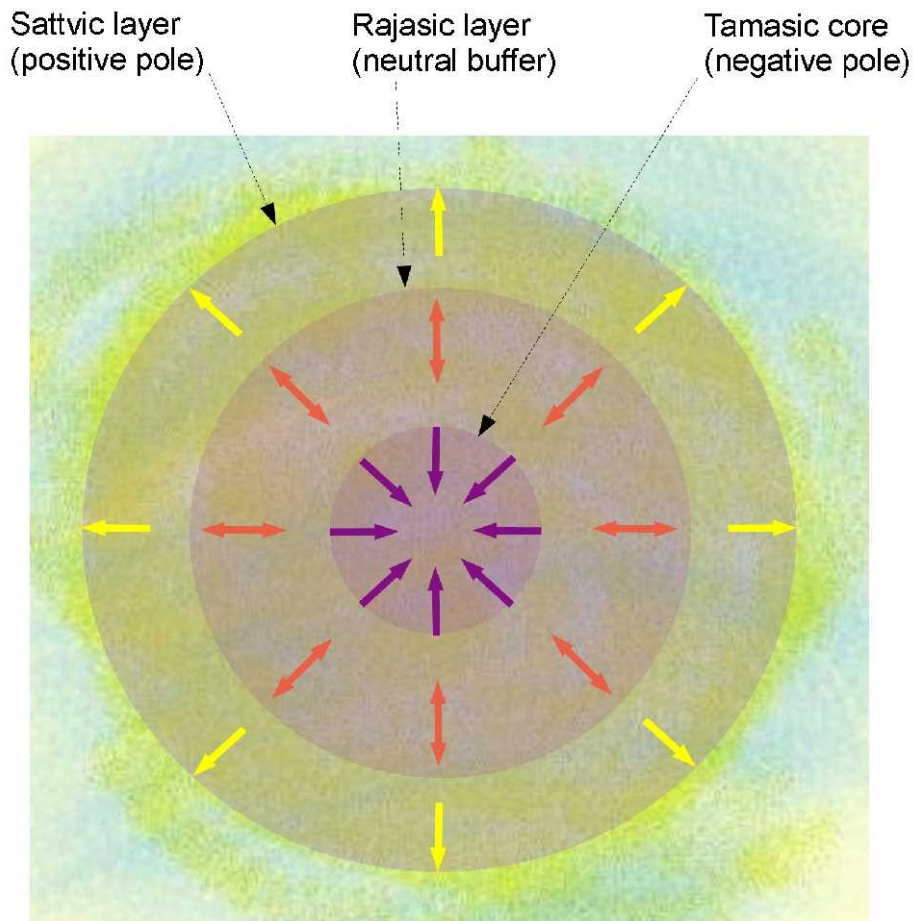 Sattvic layer
(positive pole)
Rajasic layer
(neutral buffer)
Tamasic core
(negative pole)